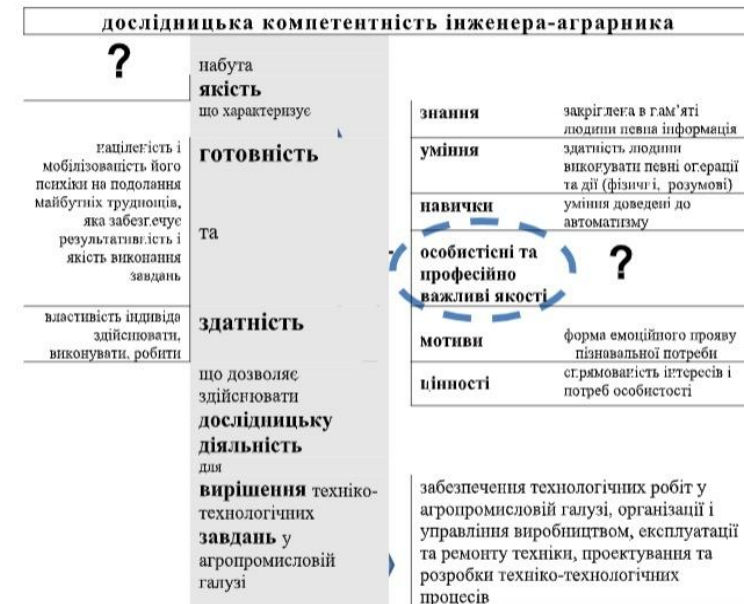 дослідницька компетентність інженера-аграрника
?
набута
якість
що характеризує
націленість і
мобілізованість його
психіки на подолання
майбутніх труднощів,
яка забезпечує
результативність і
якість виконання
завдань
готовність
та
властивість індивіда
здійснювати,
виконувати, робити
здатність
що дозволяє
здійснювати
дослідницьку
діяльність
для
вирішення техніко-
технологічних
завдань у
агропромисловій
галузі
знання
закріплена в пам’яті
людини певна інформація
уміння
здатність людини
виконувати певні операції
та дії (фізичні, розумові)
навички
уміння доведені до
автоматизму
особистісні та
професійно
важливі якості
?
мотиви
форма емоційного прояву
пізнавальної потреби
цінності
спрямованість інтересів і
потреб особистості
забезпечення технологічних робіт у
агропромисловій галузі, організації і
управління виробництвом, експлуатації
та ремонту техніки, проектування та
розробки техніко-технологічних
процесів